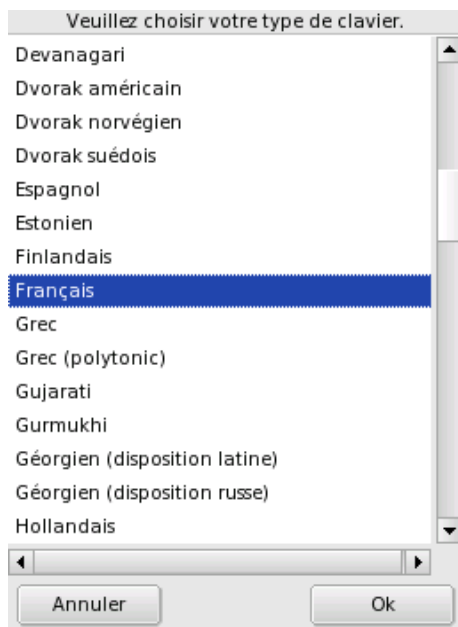 Veuillez choisir votre type de clavier.
Devanagari
Dvorak américain
Dvorak norvégien
Dvorak suédois
Espagnol
Estonien
Finlandais
Français
Grec
Grec (polytonic)
Gujarati
Gurmukhi
Géorgien (disposition latine)
Géorgien (disposition russe)
Hollandais
Annuler Ok